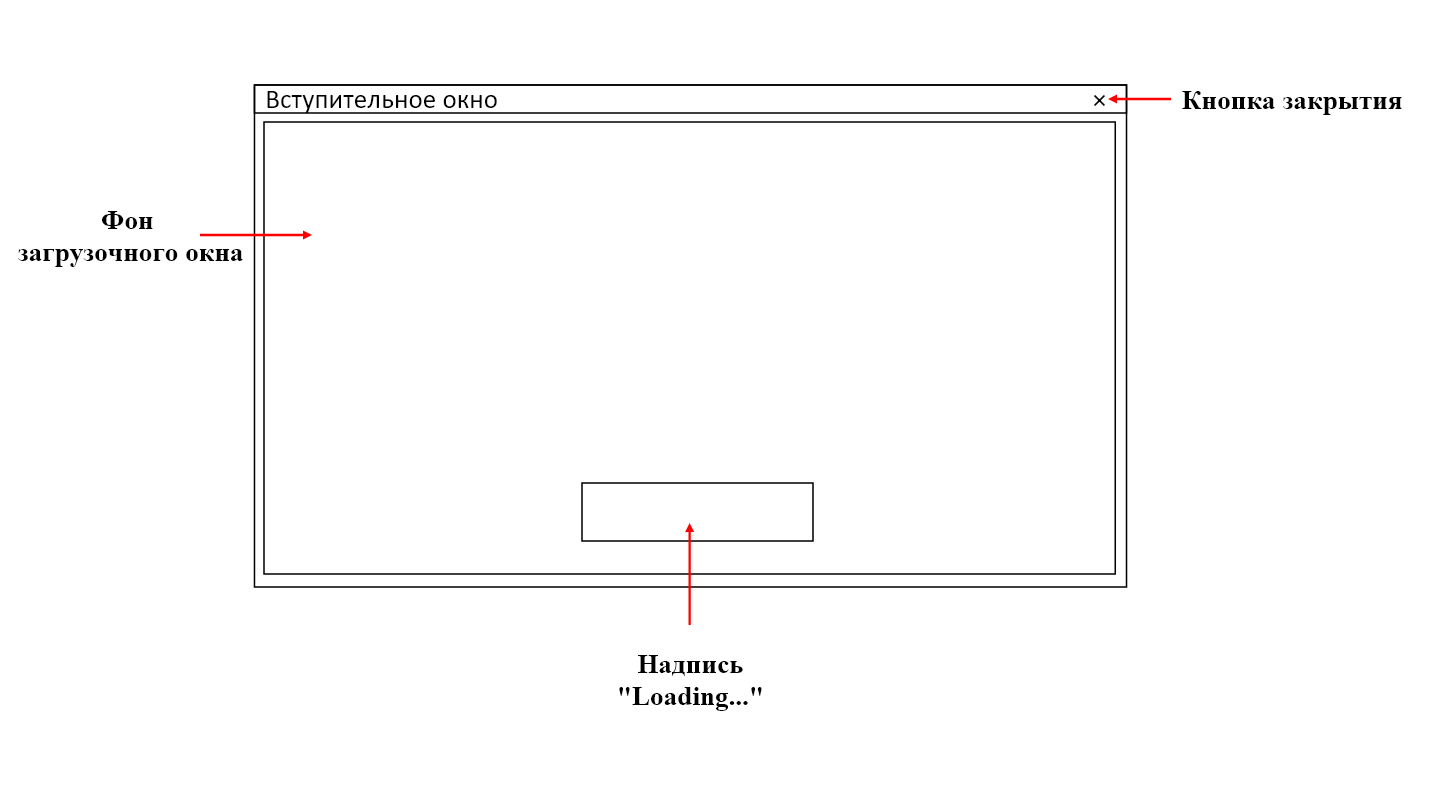 Вступительное окно
×
Кнопка закрытия
Фон
загрузочного окна
Надпись
"Loading..."